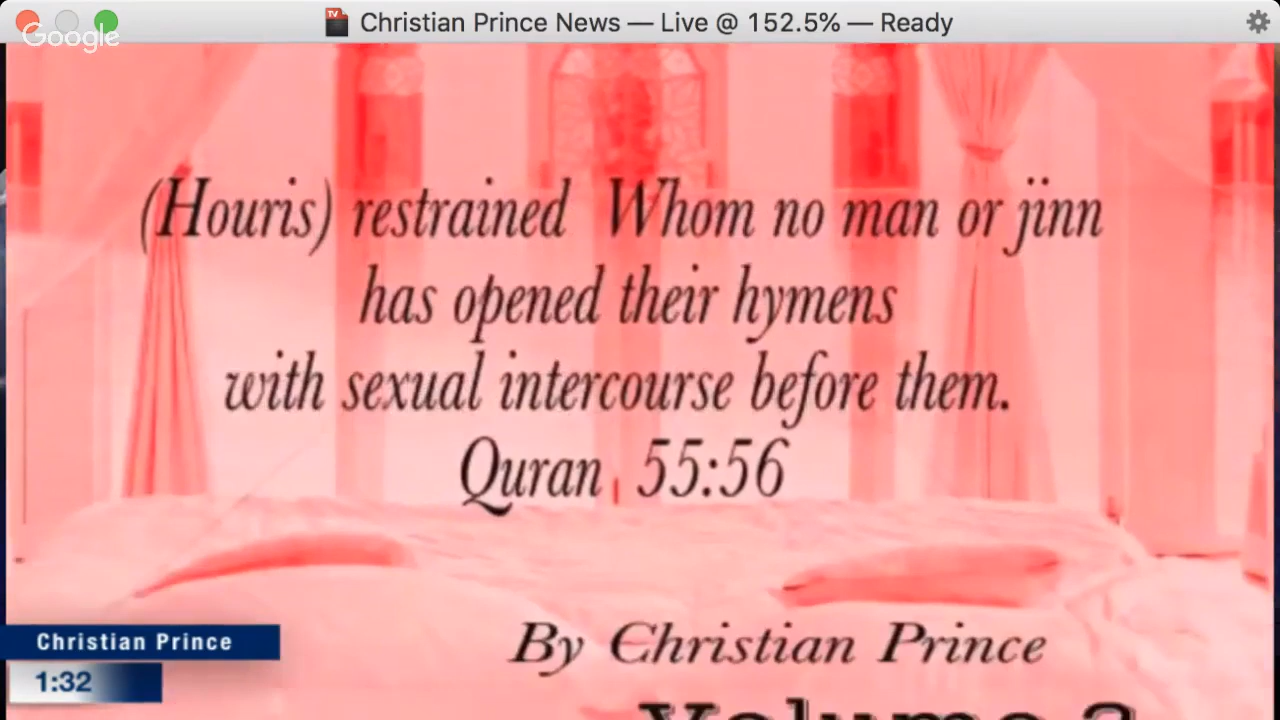 Christian Prince News — Live @ 152.5% — Ready
Google
(Houris) restrained Whom no man or jinn
has opened their hymens
with sexual intercourse before them.
Quran 55:56
By Christian Prince
Christian Prince
1:32